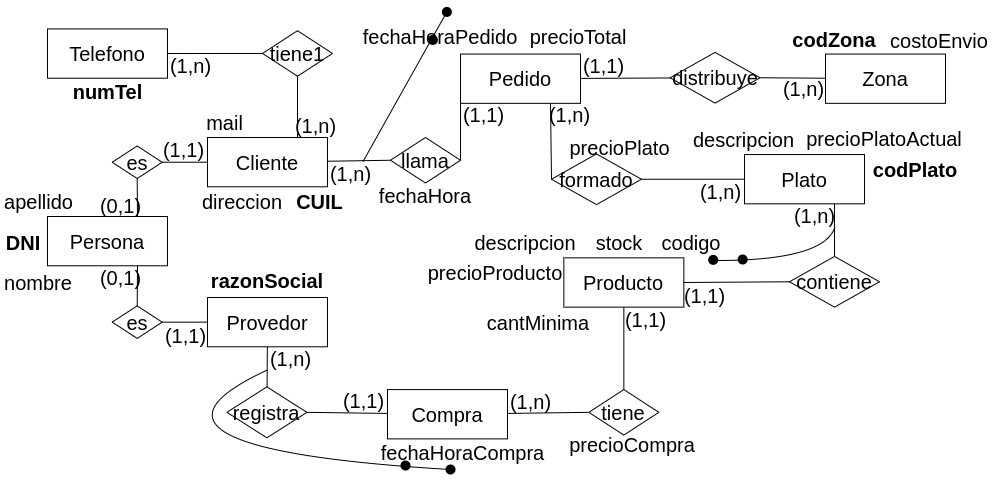 fechaHoraPedido precioTotal
codZona costoEnvio
Telefono
tiene1
Pedido
(1,1)
distribuye
Zona
(1,n)
(1,n)
numTel
mail
(1,n)
(1,1)
(1,n)
es
(1,1)
Cliente
(1,n)
llama
precioPlato
descripcion precioPlatoActual
formado
(1,n)
Plato
codPlato
direccion CUIL
fechaHora
apellido
(0,1)
(1,n)
DNI
Persona
descripcion stock codigo
nombre
(0,1)
razonSocial
precioProducto
Producto
(1,1)
contiene
es
(1,1)
Provedor
cantMinima
(1,1)
(1,n)
registra
(1,1)
Compra
(1,n)
tiene
fechaHoraCompra
precioCompra